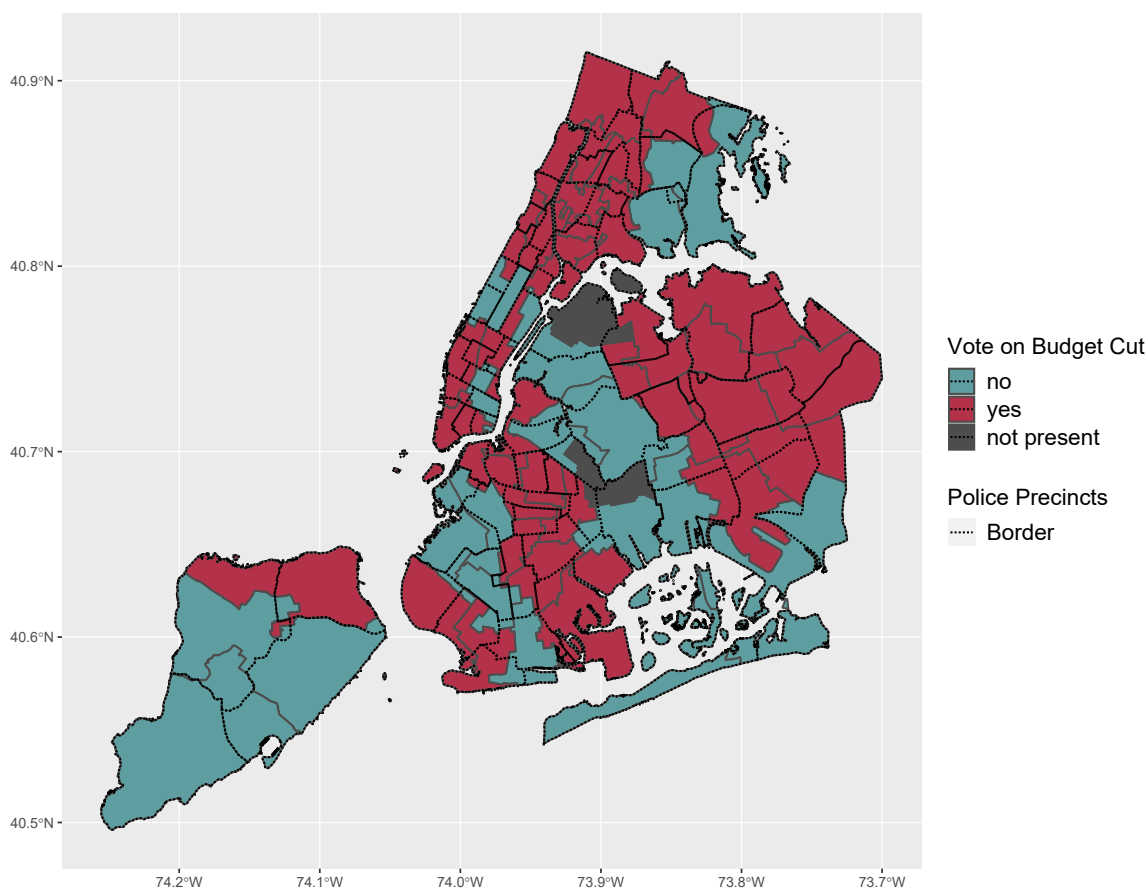 40.9°N
40.8°N
40.7°N
40.6°N
40.5°N
74.2°W
74.1°W
74.0°W
73.9°W
73.8°W
73.7°W
Vote on Budget Cut
no
yes
not present
Police Precincts
Border